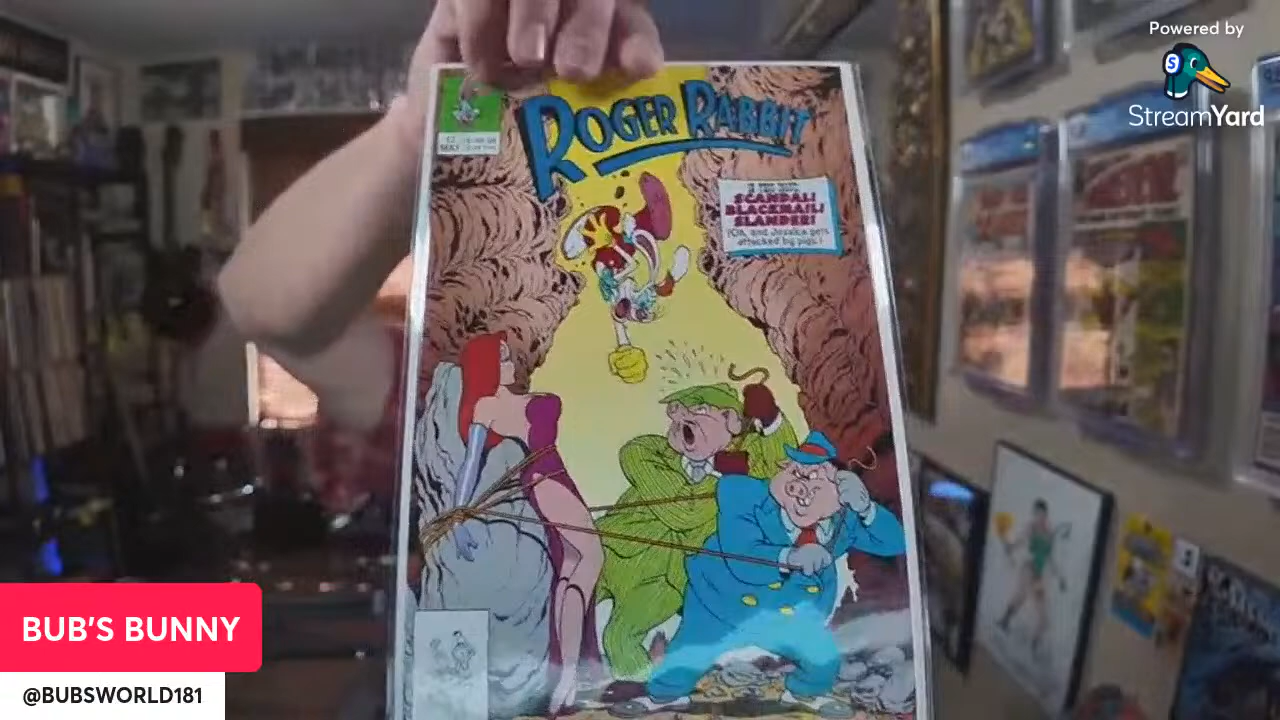 Powered by
StreamYard
ROGER RABBIT
SCANDAL!
BLACKMAIL!
SLANDER!
(Oh, and Jessica gets
attacked by pigs.)
BUB'S BUNNY
@BUBSWORLD181